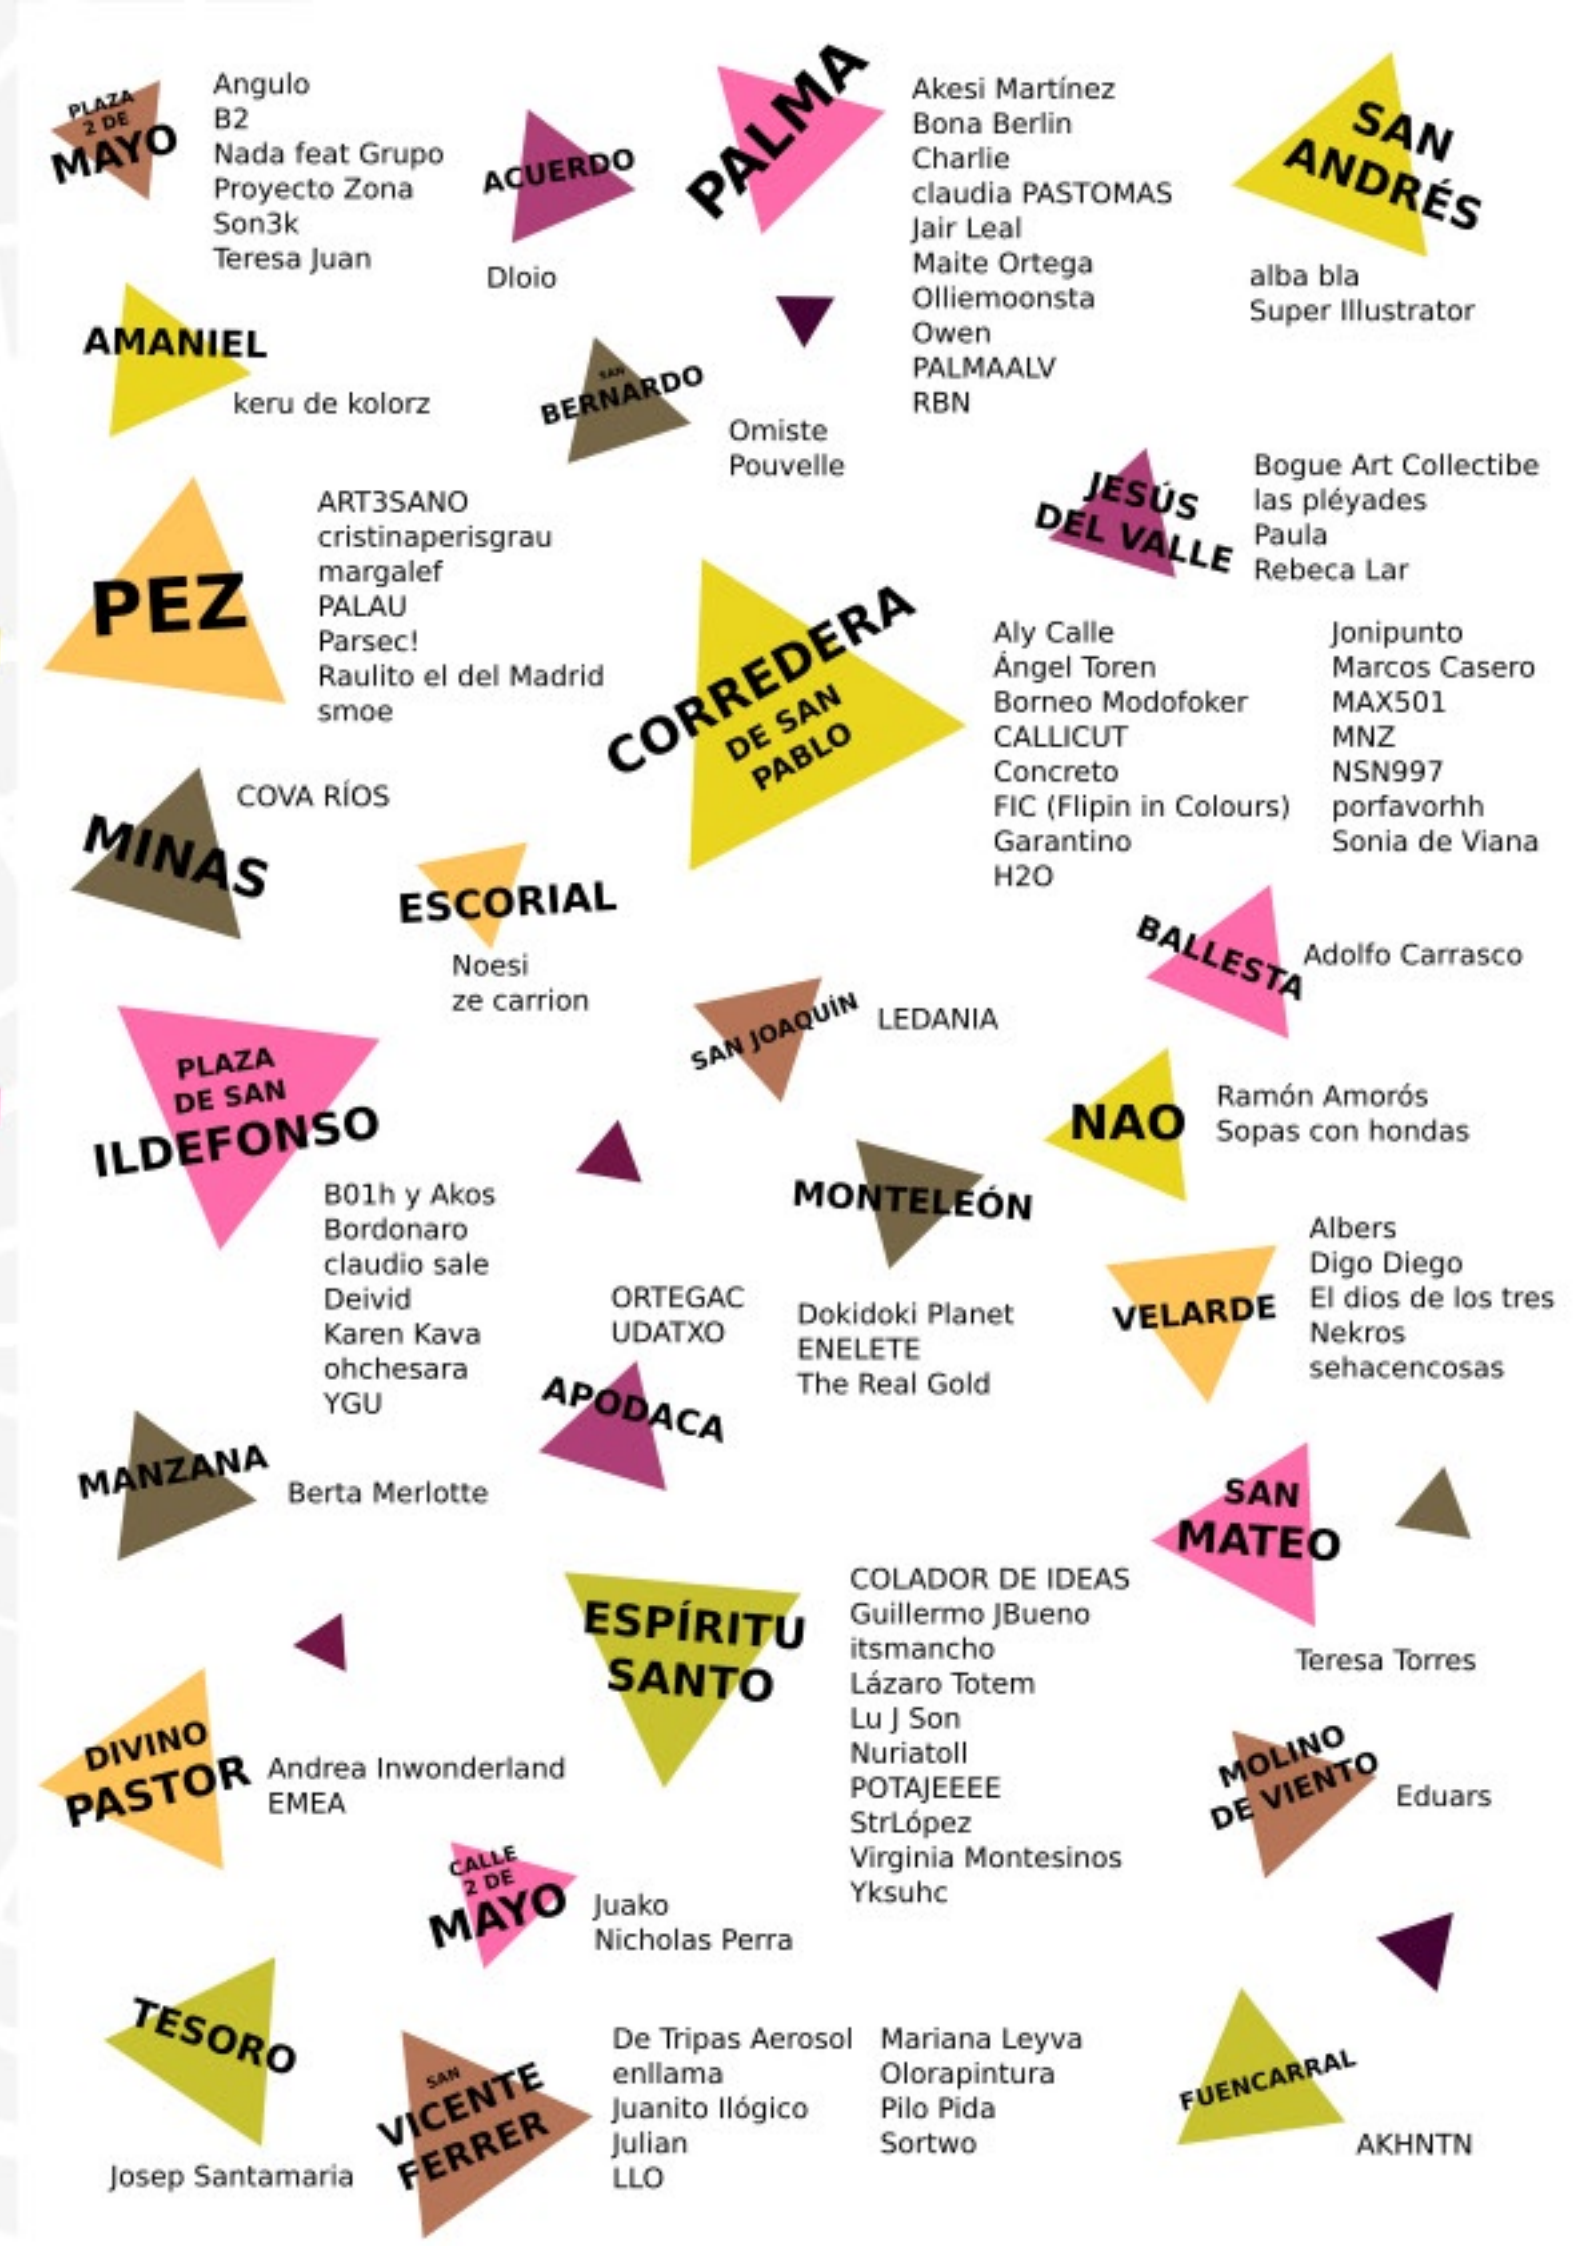 PLAZA
2 DE
MAYO
Angulo
B2
Nada feat Grupo
Proyecto Zona
Son3k
Teresa Juan
ACUERDO
Dloio
PALMA
Akesi Martínez
Bona Berlin
Charlie
claudia PASTOMAS
Jair Leal
Maite Ortega
Olliemoonsta
Owen
PALMAALV
RBN
SAN
ANDRÉS
alba bla
Super Illustrator
AMANIEL
keru de kolorz
SAN
BERNARDO
Omiste
Pouvelle
JESÚS
DEL VALLE
Bogue Art Collectibe
las pléyades
Paula
Rebeca Lar
PEZ
ART3SANO
cristinaperisgrau
margalef
PALAU
Parsec!
Raulito el del Madrid
smoe
CORREDERA
DE SAN
PABLO
Aly Calle
Ángel Toren
Borneo Modofoker
CALLICUT
Concreto
FIC (Flipin in Colours)
Garantino
H2O
Jonipunto
Marcos Casero
MAX501
MNZ
NSN997
porfavorhh
Sonia de Viana
MINAS
COVA RÍOS
ESCORIAL
Noesi
ze carrion
BALLESTA
Adolfo Carrasco
SAN JOAQUÍN
LEDANIA
PLAZA
DE SAN
ILDEFONSO
B01h y Akos
Bordonaro
claudio sale
Deivid
Karen Kava
ohchesara
YGU
NAO
Ramón Amorós
Sopas con hondas
MONTELEÓN
Dokidoki Planet
ENELETE
The Real Gold
VELARDE
Albers
Digo Diego
El dios de los tres
Nekros
sehacencosas
ORTEGAC
UDATXO
APODACA
MANZANA
Berta Merlotte
SAN
MATEO
Teresa Torres
ESPÍRITU
SANTO
COLADOR DE IDEAS
Guillermo JBueno
itsmancho
Lázaro Totem
Lu J Son
Nuriatoll
POTAJEEEE
StrLópez
Virginia Montesinos
Yksuhc
DIVINO
PASTOR
Andrea Inwonderland
EMEA
MOLINO
DE VIENTO
Eduars
CALLE
2 DE
MAYO
Juako
Nicholas Perra
TESORO
Josep Santamaria
SAN
VICENTE
FERRER
De Tripas Aerosol
enllama
Juanito Ilógico
Julian
LLO
Mariana Leyva
Olorapintura
Pilo Pida
Sortwo
FUENCARRAL
AKHNTN